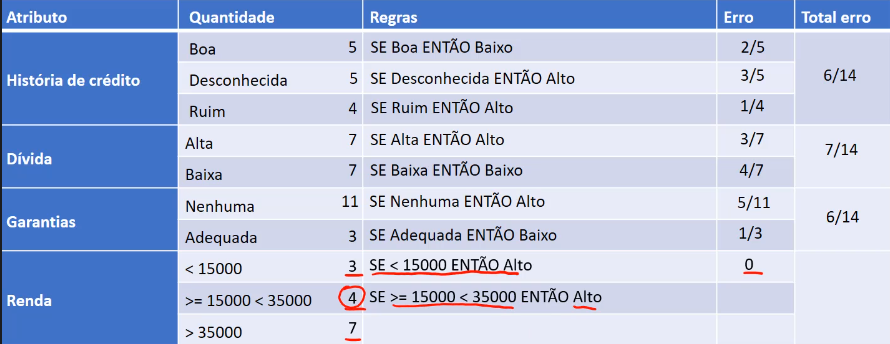 Atributo Quantidade Regras Erro Total erro
História de crédito Boa 5 SE Boa ENTÃO Baixo 2/5 6/14
Desconhecida 5 SE Desconhecida ENTÃO Alto 3/5
Ruim 4 SE Ruim ENTÃO Alto 1/4
Dívida Alta 7 SE Alta ENTÃO Alto 3/7 7/14
Baixa 7 SE Baixa ENTÃO Baixo 4/7
Garantias Nenhuma 11 SE Nenhuma ENTÃO Alto 5/11 6/14
Adequada 3 SE Adequada ENTÃO Baixo 1/3
Renda < 15000 3 SE < 15000 ENTÃO Alto 0
>= 15000 < 35000 4 SE >= 15000 < 35000 ENTÃO Alto
> 35000 7